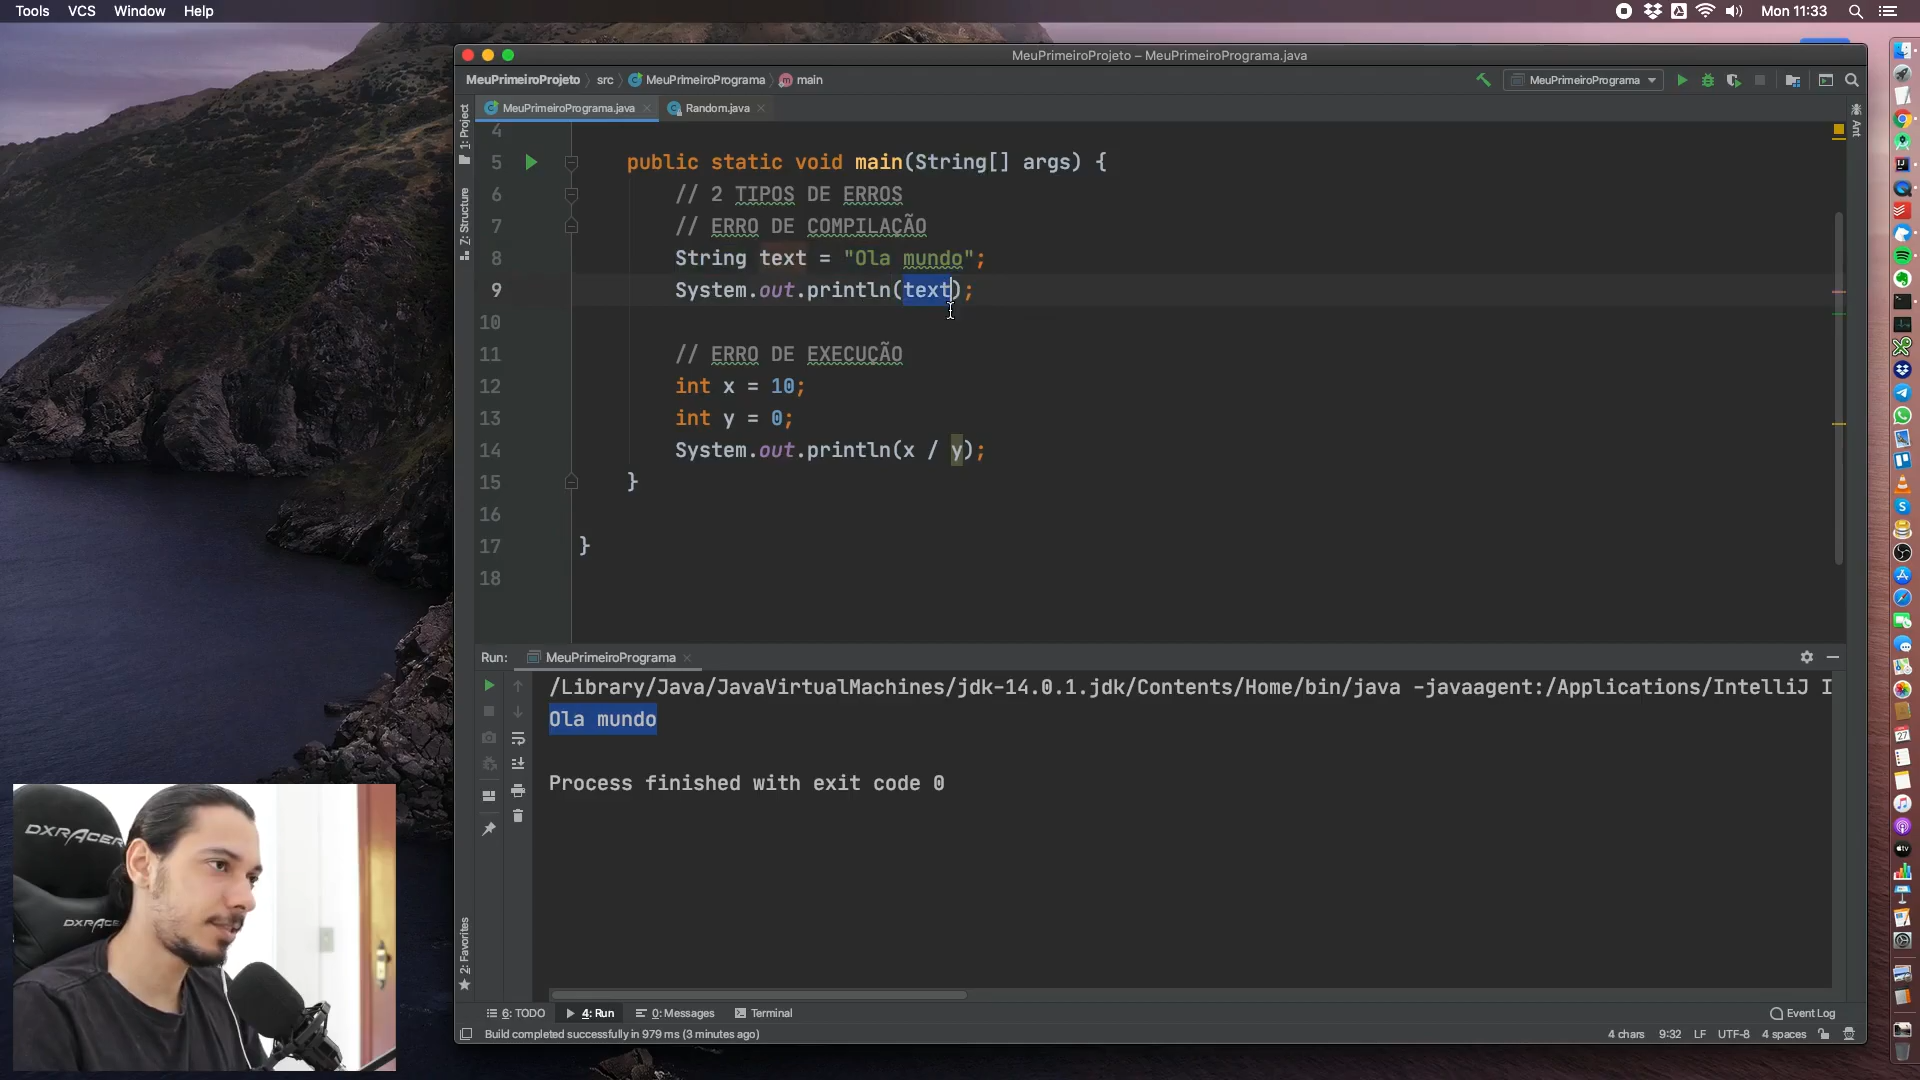 Tools VCS Window Help
Mon 11:33
MeuPrimeiroProjeto – MeuPrimeiroPrograma.java
MeuPrimeiroProjeto src MeuPrimeiroPrograma main
MeuPrimeiroPrograma
MeuPrimeiroPrograma.java Random.java
1: Project
Z: Structure
2: Favorites
Ant
4
5 public static void main(String[] args) {
6 // 2 TIPOS DE ERROS
7 // ERRO DE COMPILAÇÃO
8 String text = "Ola mundo";
9 System.out.println(text);
10
11 // ERRO DE EXECUÇÃO
12 int x = 10;
13 int y = 0;
14 System.out.println(x / y);
15 }
16
17 }
18
Run: MeuPrimeiroPrograma
/Library/Java/JavaVirtualMachines/jdk-14.0.1.jdk/Contents/Home/bin/java -javaagent:/Applications/IntelliJ I
Ola mundo
Process finished with exit code 0
6: TODO 4: Run 0: Messages Terminal
Event Log
Build completed successfully in 979 ms (3 minutes ago)
4 chars 9:32 LF UTF-8 4 spaces
DXRACER
DXRACE